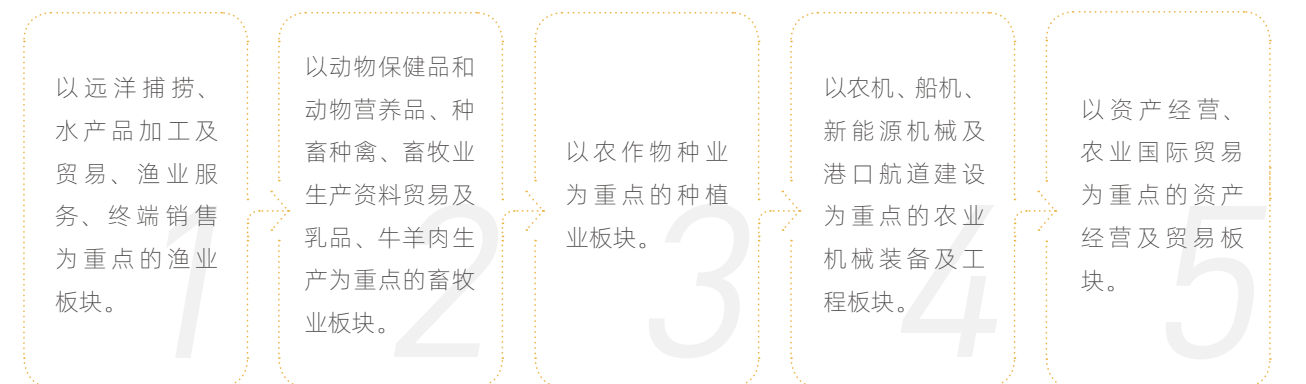 以远洋捕捞、
水产品加工及
贸易、渔业服
务、终端销售
为重点的渔业
板块。
1
以动物保健品和
动物营养品、种
畜种禽、畜牧业
生产资料贸易及
乳品、牛羊肉生
产为重点的畜牧
业板块。
2
以农作物种业
为重点的种植
业板块。
3
以农机、船机、
新能源机械及
港口航道建设
为重点的农业
机械装备及工
程板块。
4
以资产经营、
农业国际贸易
为重点的资产
经营及贸易板
块。
5